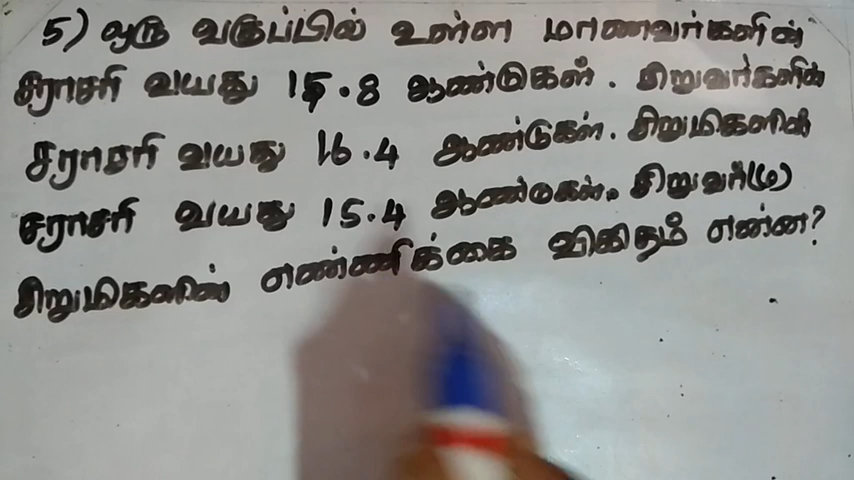 5) ஒரு வகுப்பில் உள்ள மாணவர்களின்
சராசரி வயது 15.8 ஆண்டுகள். சிறுவர்களின்
சராசரி வயது 16.4 ஆண்டுகள். சிறுமிகளின்
சராசரி வயது 15.4 ஆண்டுகள். சிறுவர்(மு)
சிறுமிகளின் எண்ணிக்கை விகிதம் என்ன?